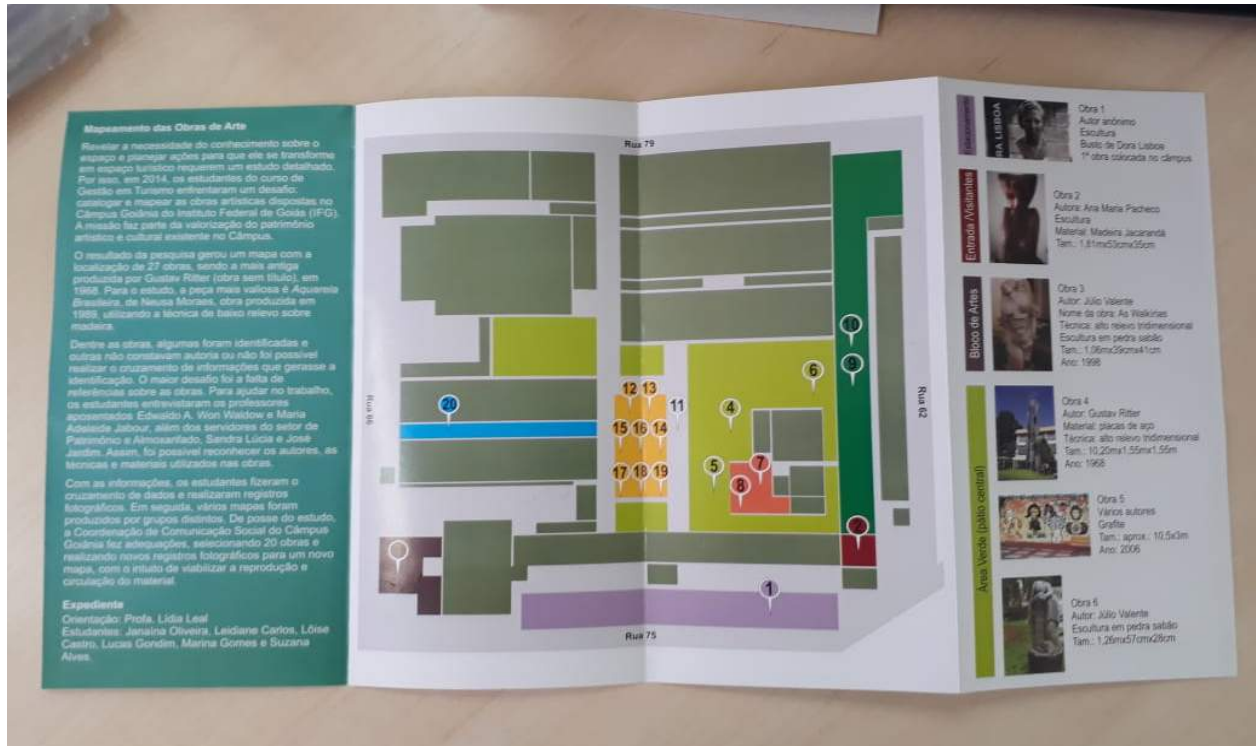 Mapeamento das Obras de Arte
Revelar a necessidade do conhecimento sobre o
espaço e planejar ações para que ele se transforme
em espaço turístico requerem um estudo detalhado.
Por isso, em 2014, os estudantes do curso de
Gestão em Turismo enfrentaram um desafio:
catalogar e mapear as obras artísticas dispostas no
Câmpus Goiânia do Instituto Federal de Goiás (IFG).
A missão fez parte da valorização do patrimônio
artístico e cultural existente no Câmpus.
O resultado da pesquisa gerou um mapa com a
localização de 27 obras, sendo a mais antiga
produzida por Gustav Ritter (obra sem título), em
1968. Para o estudo, a peça mais valiosa é Aquarela
Brasileira, de Neusa Moraes, obra produzida em
1989, utilizando a técnica de baixo relevo sobre
madeira.
Dentre as obras, algumas foram identificadas e
outras não constavam autoria ou não foi possível
realizar o cruzamento de informações que gerasse a
identificação. O maior desafio foi a falta de
referências sobre as obras. Para ajudar no trabalho,
os estudantes entrevistaram os professores
aposentados Edwaldo A. Won Waldow e Maria
Adelaide Jabour, além dos servidores do setor de
Patrimônio e Almoxarifado, Sandra Lúcia e José
Jardim. Assim, foi possível reconhecer os autores, as
técnicas e materiais utilizados nas obras.
Com as informações, os estudantes fizeram o
cruzamento de dados e realizaram registros
fotográficos. Em seguida, vários mapas foram
produzidos por grupos distintos. De posse do estudo,
a Coordenação de Comunicação Social do Câmpus
Goiânia fez adequações, selecionando 20 obras e
realizando novos registros fotográficos para um novo
mapa, com o intuito de viabilizar a reprodução e
circulação do material.
Expediente
Orientação: Profa. Lídia Leal
Estudantes: Janaína Oliveira, Leidiane Carlos, Lôise
Castro, Lucas Gondim, Marina Gomes e Suzana
Alves.
Rua 79
Rua 66
Rua 62
Rua 75
10
9
6
12 13
11
4
20
15 16 14
7
5
17 18 19
8
2
1
RA LISBOA
Obra 1
Autor anônimo
Escultura
Busto de Dora Lisboa
1ª obra colocada no câmpus
Entrada /Visitantes
Obra 2
Autora: Ana Maria Pacheco
Escultura
Material: Madeira Jacarandá
Tam.: 1,81mx53cmx35cm
Bloco de Artes
Obra 3
Autor: Júlio Valente
Nome da obra: As Walkirias
Técnica: alto relevo tridimensional
Escultura em pedra sabão
Tam.: 1,06mx39cmx41cm
Ano: 1998
Área Verde (pátio central)
Obra 4
Autor: Gustav Ritter
Material: placas de aço
Técnica: alto relevo tridimensional
Tam.: 10,20mx1,55mx1,55m
Ano: 1968
Obra 5
Vários autores
Grafite
Tam.: aprox.: 10,5x3m
Ano: 2006
Obra 6
Autor: Júlio Valente
Escultura em pedra sabão
Tam.: 1,26mx57cmx28cm